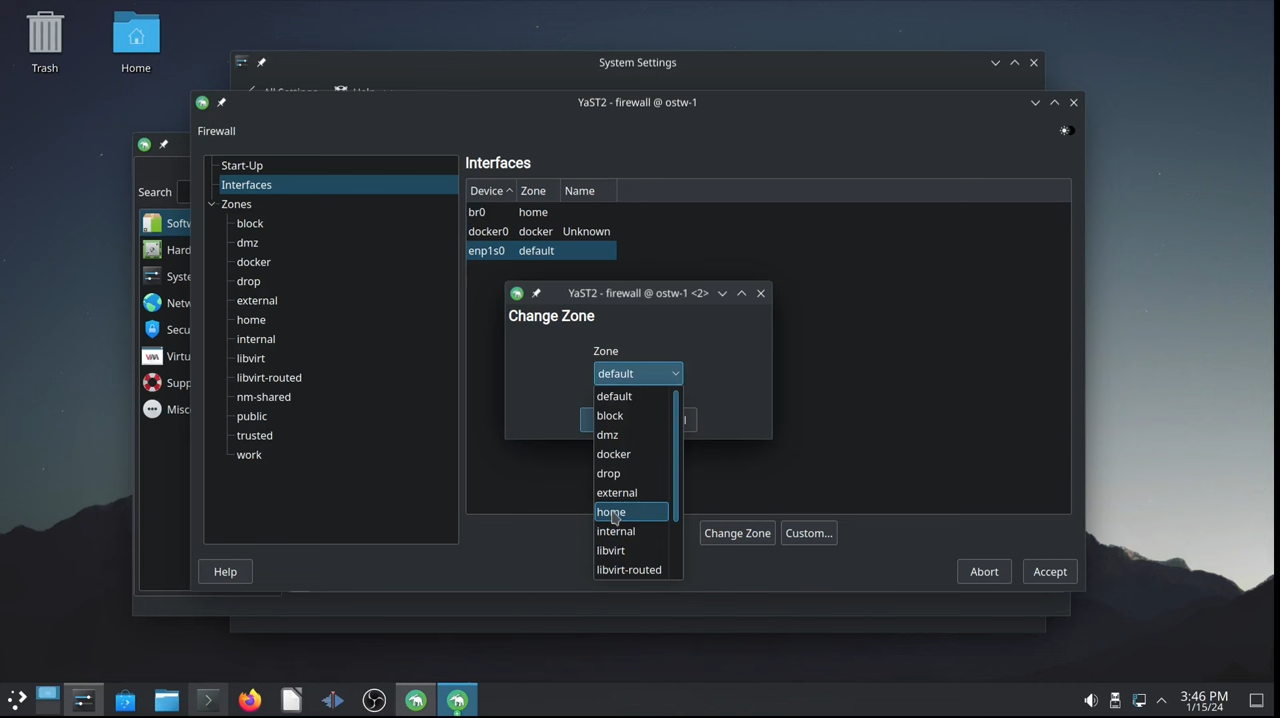 Trash
Home
System Settings
YaST2 - firewall @ ostw-1
Firewall
Search
Start-Up
Interfaces
Zones
block
dmz
docker
drop
external
home
internal
libvirt
libvirt-routed
nm-shared
public
trusted
work
Interfaces
Device Zone Name
br0 home
docker0 docker Unknown
enp1s0 default
YaST2 - firewall @ ostw-1 <2>
Change Zone
Zone
default
default
block
dmz
docker
drop
external
home
internal
libvirt
libvirt-routed
Change Zone Custom...
Help Abort Accept
3:46 PM
1/15/24